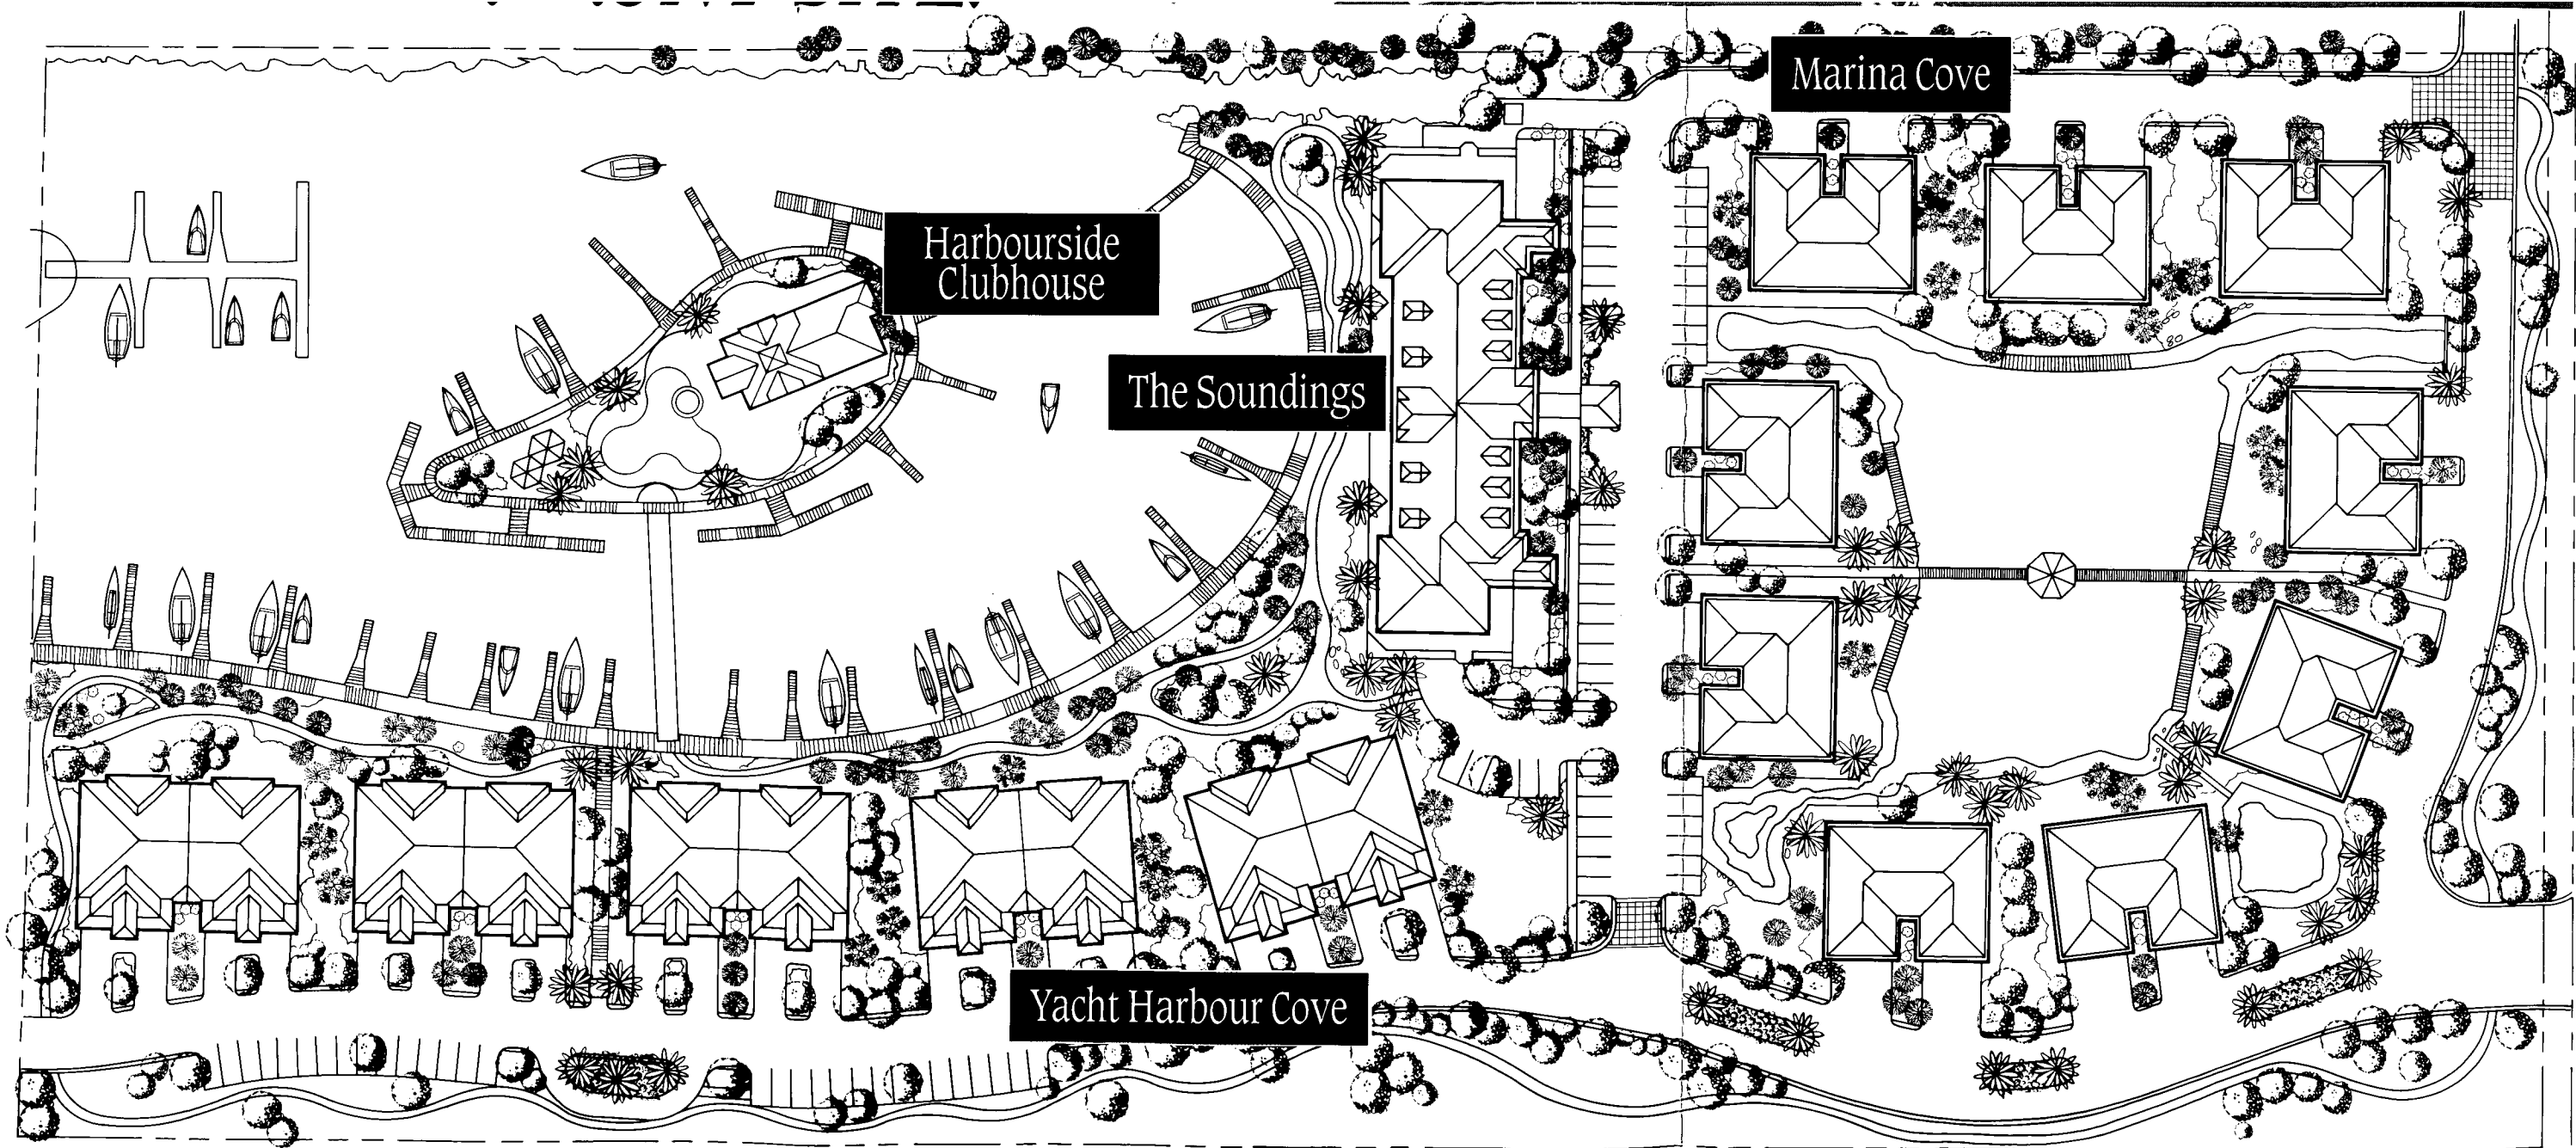 Marina Cove
Harbourside
Clubhouse
The Soundings
Yacht Harbour Cove